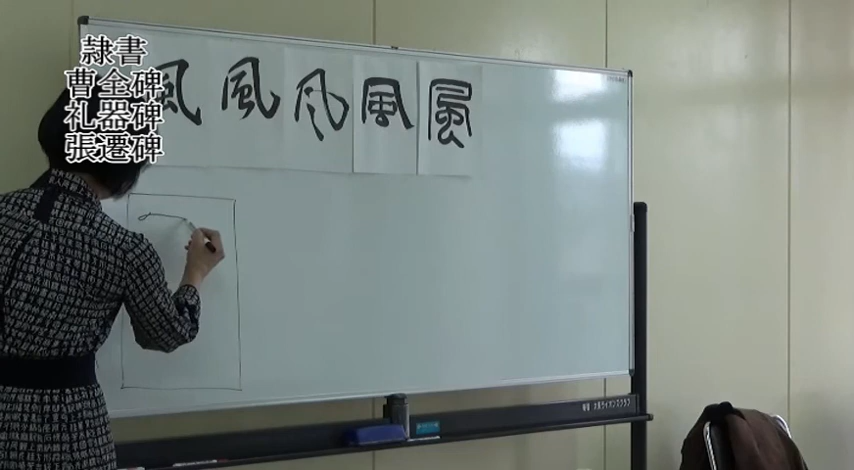 隷書
曹全碑
礼器碑
張遷碑
風 風 風 風 風